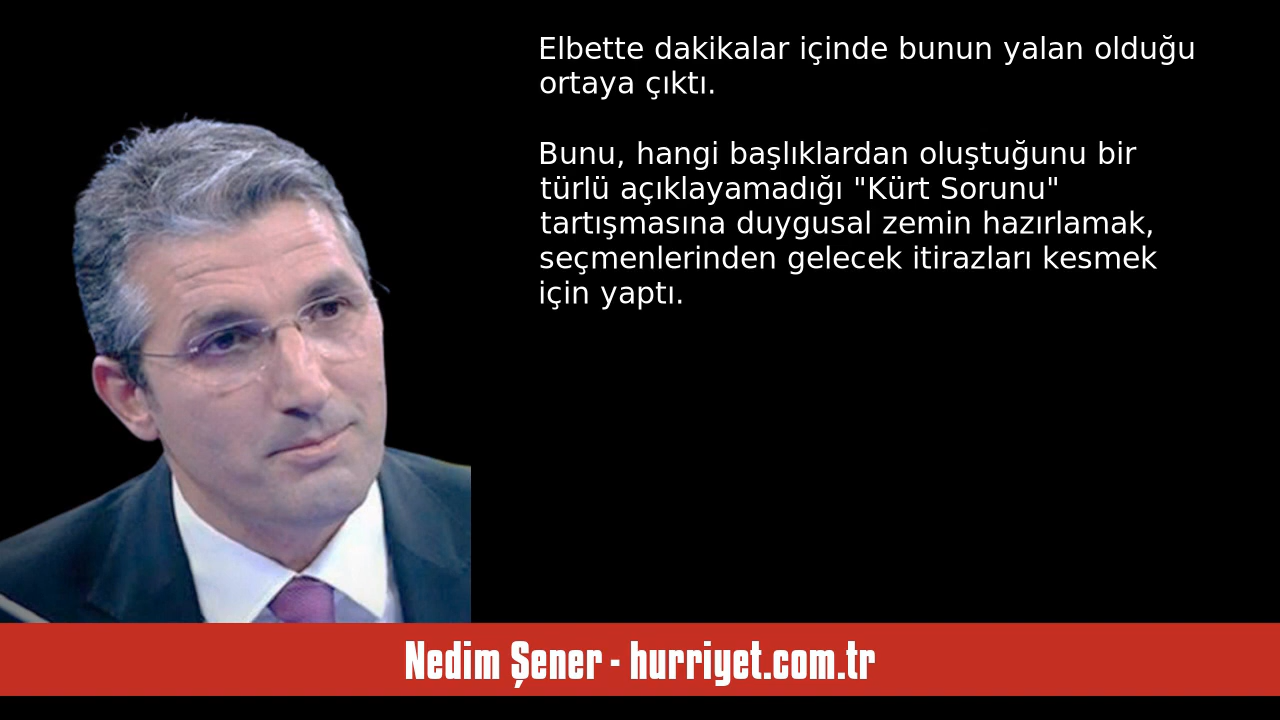 Elbette dakikalar içinde bunun yalan olduğu
ortaya çıktı.
Bunu, hangi başlıklardan oluştuğunu bir
türlü açıklayamadığı "Kürt Sorunu"
tartışmasına duygusal zemin hazırlamak,
seçmenlerinden gelecek itirazları kesmek
için yaptı.
Nedim Şener - hurriyet.com.tr